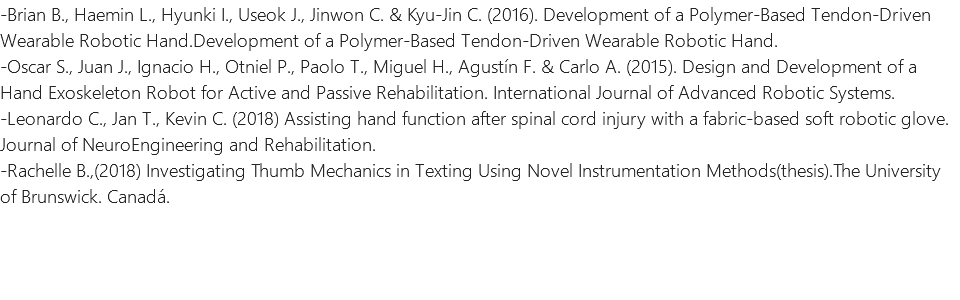 -Brian B., Haemin L., Hyunki I., Useok J., Jinwon C. & Kyu-Jin C. (2016). Development of a Polymer-Based Tendon-Driven
Wearable Robotic Hand.Development of a Polymer-Based Tendon-Driven Wearable Robotic Hand.
-Oscar S., Juan J., Ignacio H., Otniel P., Paolo T., Miguel H., Agustín F. & Carlo A. (2015). Design and Development of a
Hand Exoskeleton Robot for Active and Passive Rehabilitation. International Journal of Advanced Robotic Systems.
-Leonardo C., Jan T., Kevin C. (2018) Assisting hand function after spinal cord injury with a fabric-based soft robotic glove.
Journal of NeuroEngineering and Rehabilitation.
-Rachelle B.,(2018) Investigating Thumb Mechanics in Texting Using Novel Instrumentation Methods(thesis).The University
of Brunswick. Canadá.